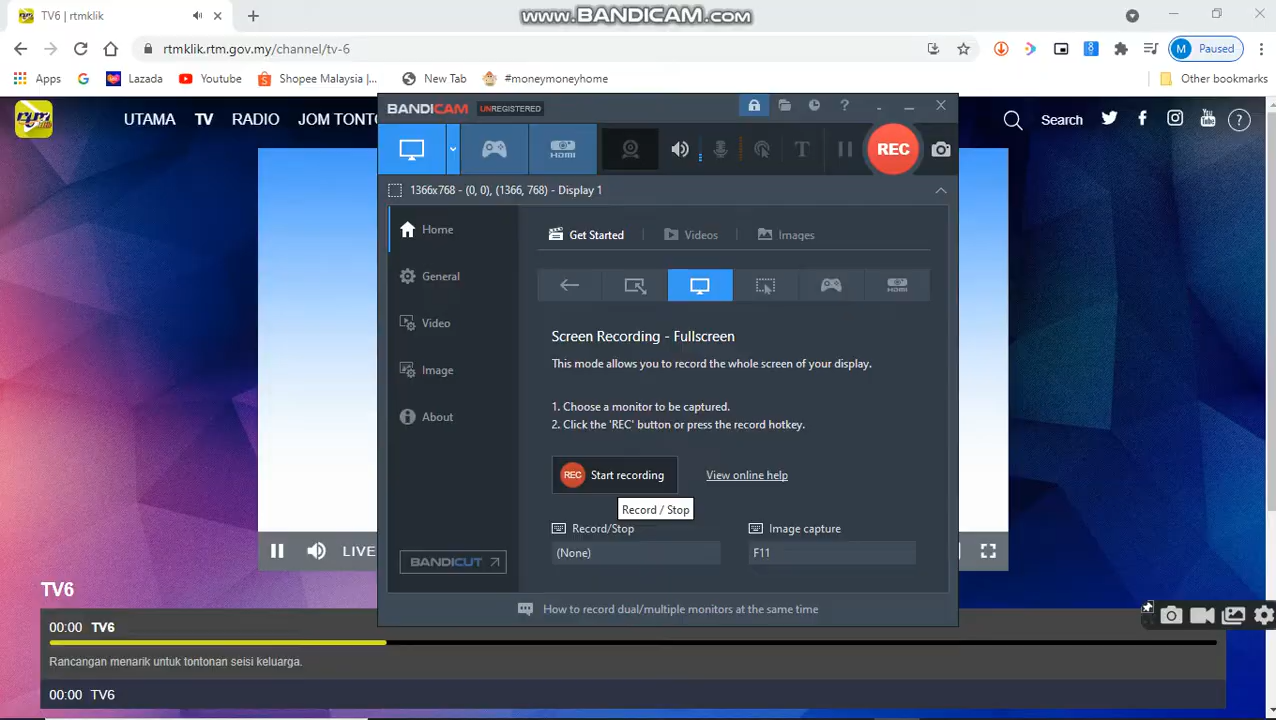 TV6 | rtmklik
www.BANDICAM.com
rtmklik.rtm.gov.my/channel/tv-6
M Paused
Apps
G
Lazada
Youtube
Shopee Malaysia |...
New Tab
#moneymoneyhome
Other bookmarks
BANDICAM UNREGISTERED
UTAMA TV RADIO JOM TONTO
Search
REC
1366x768 - (0, 0), (1366, 768) - Display 1
Home
Get Started
Videos
Images
General
HDMI
Video
Screen Recording - Fullscreen
This mode allows you to record the whole screen of your display.
Image
1. Choose a monitor to be captured.
About
2. Click the 'REC' button or press the record hotkey.
REC Start recording
View online help
Record / Stop
Record/Stop
Image capture
(None)
F11
BANDICUT
LIVE
TV6
How to record dual/multiple monitors at the same time
00:00 TV6
Rancangan menarik untuk tontonan seisi keluarga.
00:00 TV6